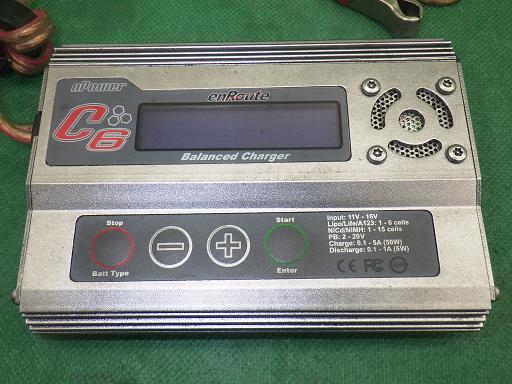 nPower
enRoute
C6
Balanced Charger
Stop
Batt Type
Start
Enter
Input: 11V - 16V
Lipo/Life/A123: 1 - 6 cells
NiCd/NiMH: 1 - 15 cells
PB: 2 - 20V
Charge: 0.1 - 5A (50W)
Discharge: 0.1 - 1A (5W)
CE FC